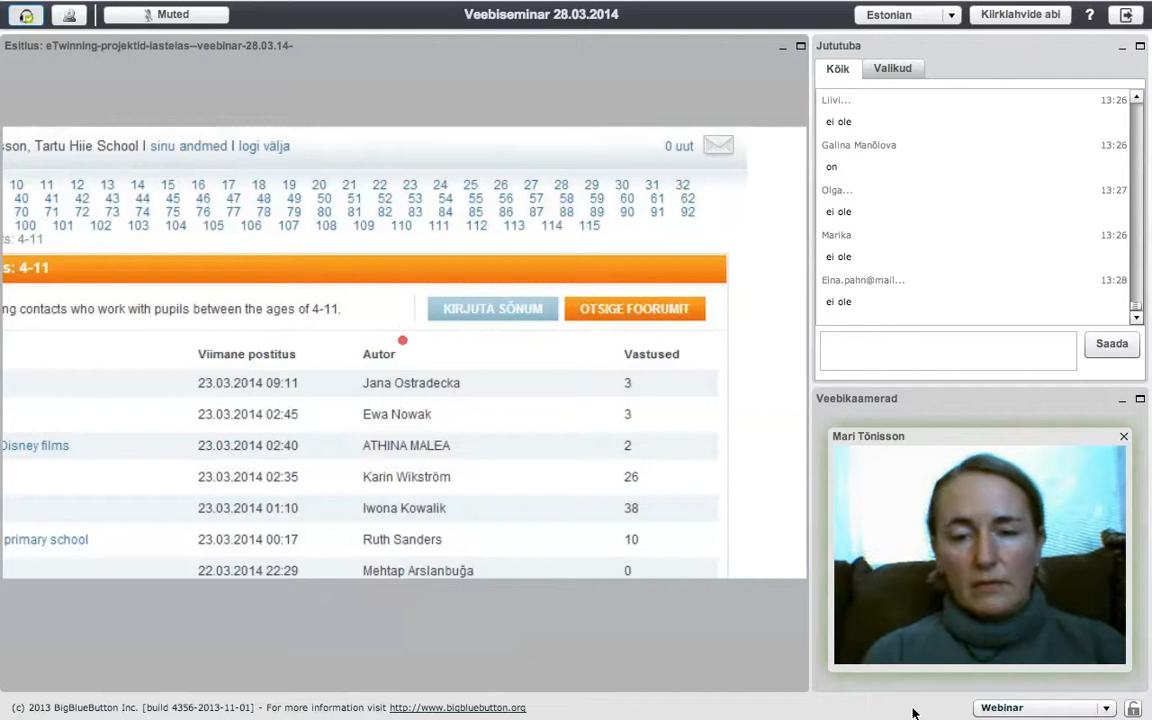 Muted
Veebiseminar 28.03.2014
Estonian
Kiirklahvide abi
?
Esitlus: eTwinning-projektid-lasteias--veebinar-28.03.14-
sson, Tartu Hiie School I sinu andmed I logi välja
0 uut
10 11 12 13 14 15 16 17 18 19 20 21 22 23 24 25 26 27 28 29 30 31 32
40 41 42 43 44 45 46 47 48 49 50 51 52 53 54 55 56 57 58 59 60 61 62
70 71 72 73 74 75 76 77 78 79 80 81 82 83 84 85 86 87 88 89 90 91 92
100 101 102 103 104 105 106 107 108 109 110 111 112 113 114 115
ts: 4-11
s: 4-11
ng contacts who work with pupils between the ages of 4-11.
KIRJUTA SÕNUM
OTSIGE FOORUMIT
Viimane postitus Autor Vastused
23.03.2014 09:11 Jana Ostradecka 3
23.03.2014 02:45 Ewa Nowak 3
Disney films 23.03.2014 02:40 ATHINA MALEA 2
23.03.2014 02:35 Karin Wikström 26
23.03.2014 01:10 Iwona Kowalik 38
primary school 23.03.2014 00:17 Ruth Sanders 10
22.03.2014 22:29 Mehtap Arslanbuğa 0
Jututuba
Kõik Valikud
Liivi... 13:26
ei ole
Galina Manõlova 13:26
on
Olga... 13:27
ei ole
Marika 13:26
ei ole
Eina.pahn@mail... 13:28
ei ole
Saada
Veebikaamerad
Mari Tõnisson
(c) 2013 BigBlueButton Inc. [build 4356-2013-11-01] - For more information visit http://www.bigbluebutton.org
Webinar